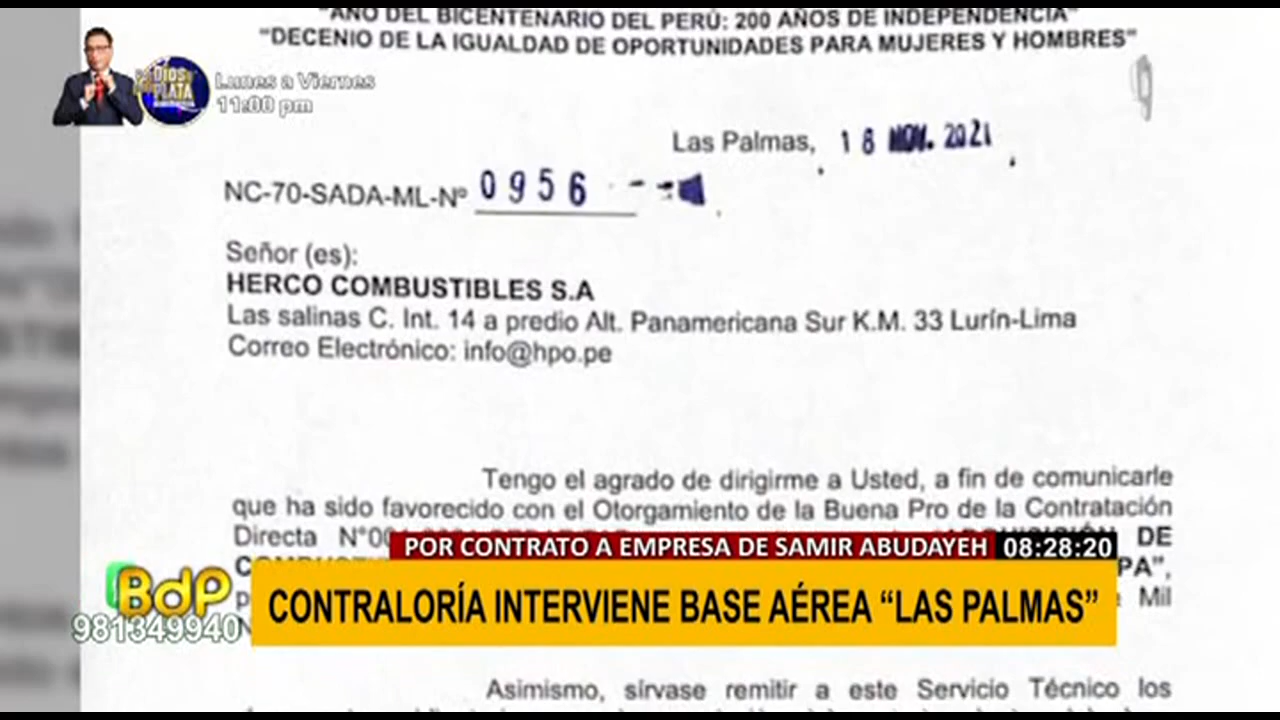 "AÑO DEL BICENTENARIO DEL PERÚ: 200 AÑOS DE INDEPENDENCIA"
"DECENIO DE LA IGUALDAD DE OPORTUNIDADES PARA MUJERES Y HOMBRES"
DIOS
PLATA
Lunes a Viernes
11:00 pm
Las Palmas, 18 NOV. 2021
NC-70-SADA-ML-Nº 0956
Señor (es):
HERCO COMBUSTIBLES S.A
Las salinas C. Int. 14 a predio Alt. Panamericana Sur K.M. 33 Lurín-Lima
Correo Electrónico: info@hpo.pe
Tengo el agrado de dirigirme a Usted, a fin de comunicarle
que ha sido favorecido con el Otorgamiento de la Buena Pro de la Contratación
Directa DE
POR CONTRATO A EMPRESA DE SAMIR ABUDAYEH 08:28:20
BdP
981349940
CONTRALORÍA INTERVIENE BASE AÉREA “LAS PALMAS”
Mil
Asimismo, sírvase remitir a este Servicio Técnico los